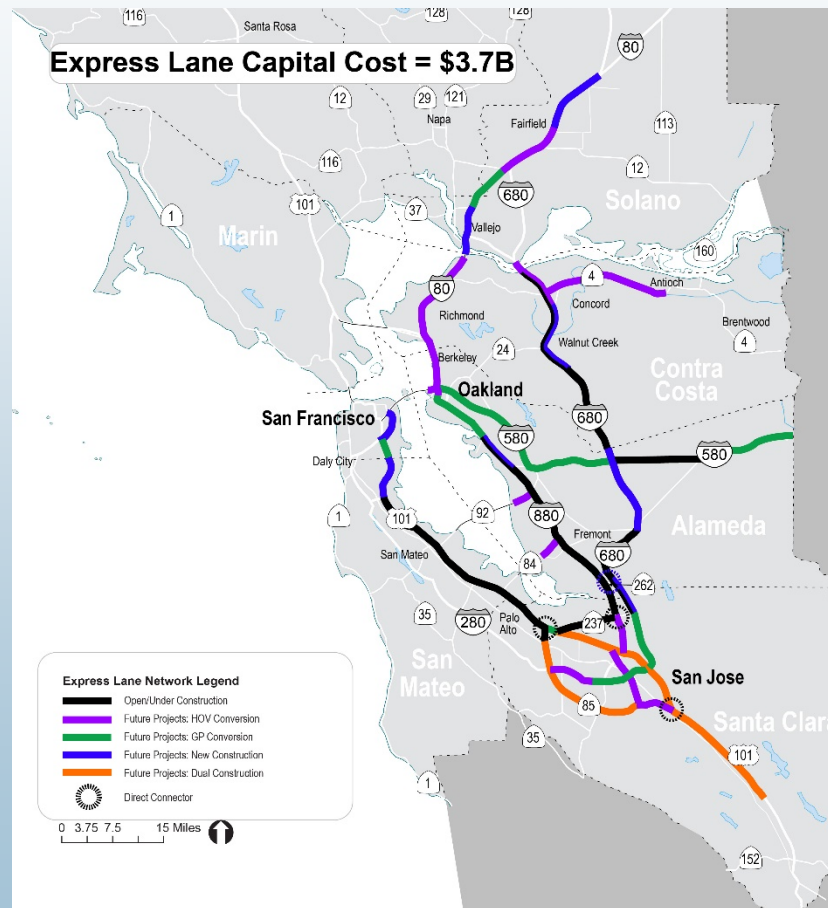 116
Santa Rosa
128
128
Express Lane Capital Cost = $3.7B
80
12
29
121
Napa
Fairfield
113
116
12
680
Solano
1
101
37
Vallejo
Marin
160
80
4
Antioch
Concord
Richmond
Brentwood
Walnut Creek
4
24
Berkeley
Contra
Costa
Oakland
San Francisco
680
580
580
Daly City
1
101
92
880
Fremont
Alameda
San Mateo
84
680
262
35
280
Palo
Alto
237
San
Mateo
San Jose
85
Santa Clara
35
101
1
152
Express Lane Network Legend
Open/Under Construction
Future Projects: HOV Conversion
Future Projects: GP Conversion
Future Projects: New Construction
Future Projects: Dual Construction
Direct Connector
0 3.75 7.5 15 Miles